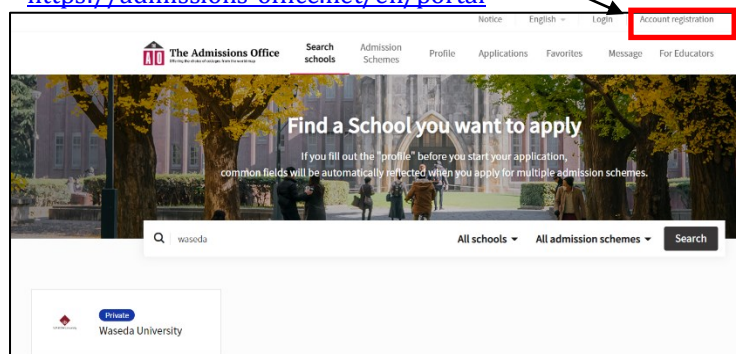 https://admissions-office.net/en/portal
Notice English Login Account registration
The Admissions Office Search schools Admission Schemes Profile Applications Favorites Message For Educators
Find a School you want to apply
If you fill out the "profile" before you start your application,
common fields will be automatically reflected when you apply for multiple admission schemes.
waseda All schools All admission schemes Search
Private
Waseda University